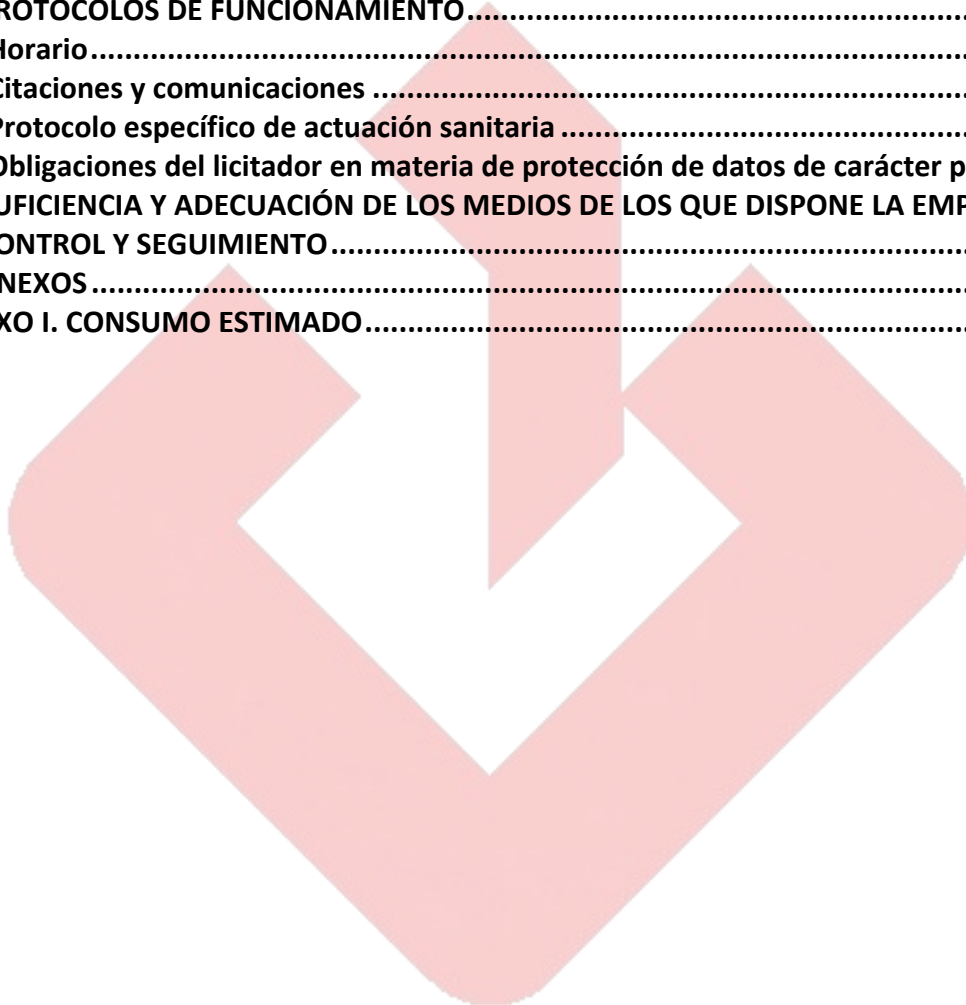 ROTOCOLOS DE FUNCIONAMIENTO........................................................
Horario........................................................................................................
Citaciones y comunicaciones ......................................................................
Protocolo específico de actuación sanitaria ................................................
Obligaciones del licitador en materia de protección de datos de carácter p
UFICIENCIA Y ADECUACIÓN DE LOS MEDIOS DE LOS QUE DISPONE LA EMP
ONTROL Y SEGUIMIENTO...........................................................................
NEXOS........................................................................................................
XO I. CONSUMO ESTIMADO.......................................................................